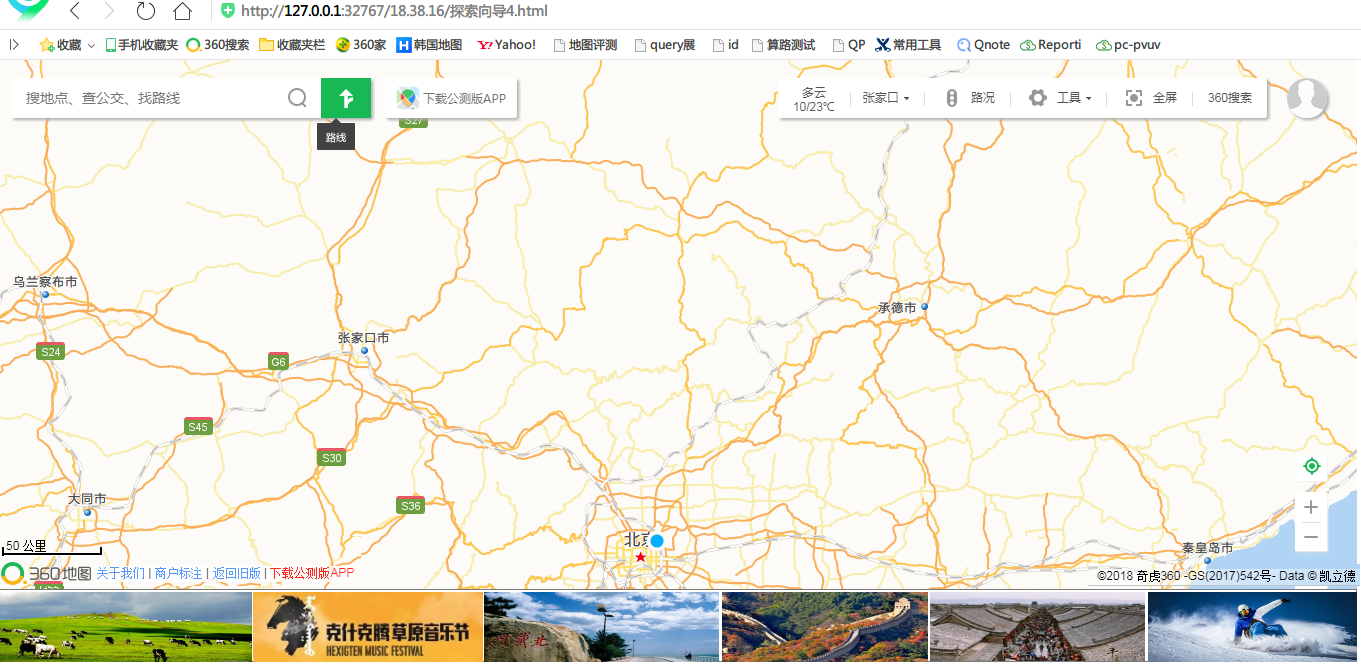 http://127.0.0.1:32767/18.38.16/探索向导4.html
收藏 手机收藏夹 360搜索 收藏夹栏 360家 韩国地图 Yahoo! 地图评测 query展 id 算路测试 QP 常用工具 Qnote Reporti pc-pvuv
搜地点、查公交、找路线
下载公测版APP
多云
10/23℃
张家口
路况
工具
全屏
360搜索
S27
路线
乌兰察布市
承德市
张家口市
S24
G6
S45
S30
大同市
S36
北京
秦皇岛市
50 公里
360地图 关于我们 | 商户标注 | 返回旧版 | 下载公测版APP
©2018 奇虎360 -GS(2017)542号- Data © 凯立德
克什克腾草原音乐节
HEXIGTEN MUSIC FESTIVAL